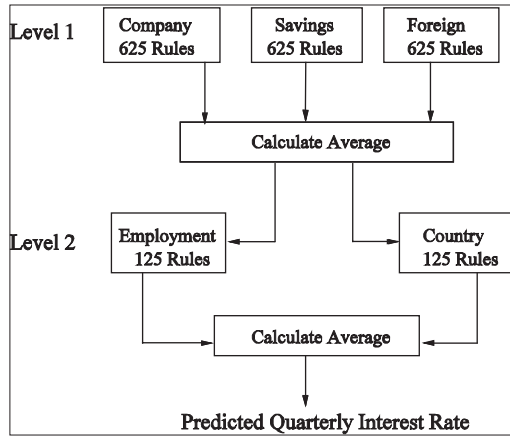 Level 1
Company
625 Rules
Savings
625 Rules
Foreign
625 Rules
Calculate Average
Level 2
Employment
125 Rules
Country
125 Rules
Calculate Average
Predicted Quarterly Interest Rate